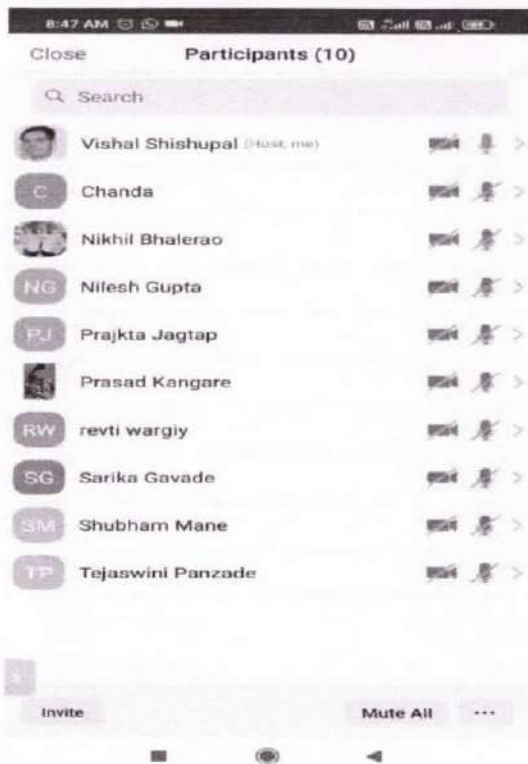 8:47 AM
Close Participants (10)
Search
Vishal Shishupal (Host, me)
C Chanda
Nikhil Bhalerao
NG Nilesh Gupta
PJ Prajkta Jagtap
Prasad Kangare
RW revti wargiy
SG Sarika Gavade
SM Shubham Mane
TP Tejaswini Panzade
Invite Mute All ...